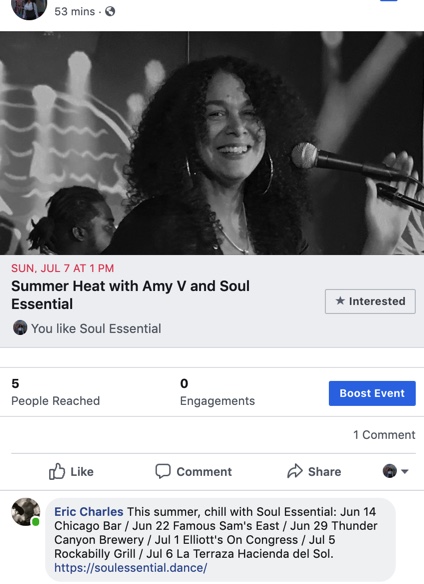 53 mins ·
SUN, JUL 7 AT 1 PM
Summer Heat with Amy V and Soul
Essential
★ Interested
You like Soul Essential
5
People Reached
0
Engagements
Boost Event
1 Comment
Like
Comment
Share
Eric Charles This summer, chill with Soul Essential: Jun 14
Chicago Bar / Jun 22 Famous Sam's East / Jun 29 Thunder
Canyon Brewery / Jul 1 Elliott's On Congress / Jul 5
Rockabilly Grill / Jul 6 La Terraza Hacienda del Sol.
https://soulessential.dance/